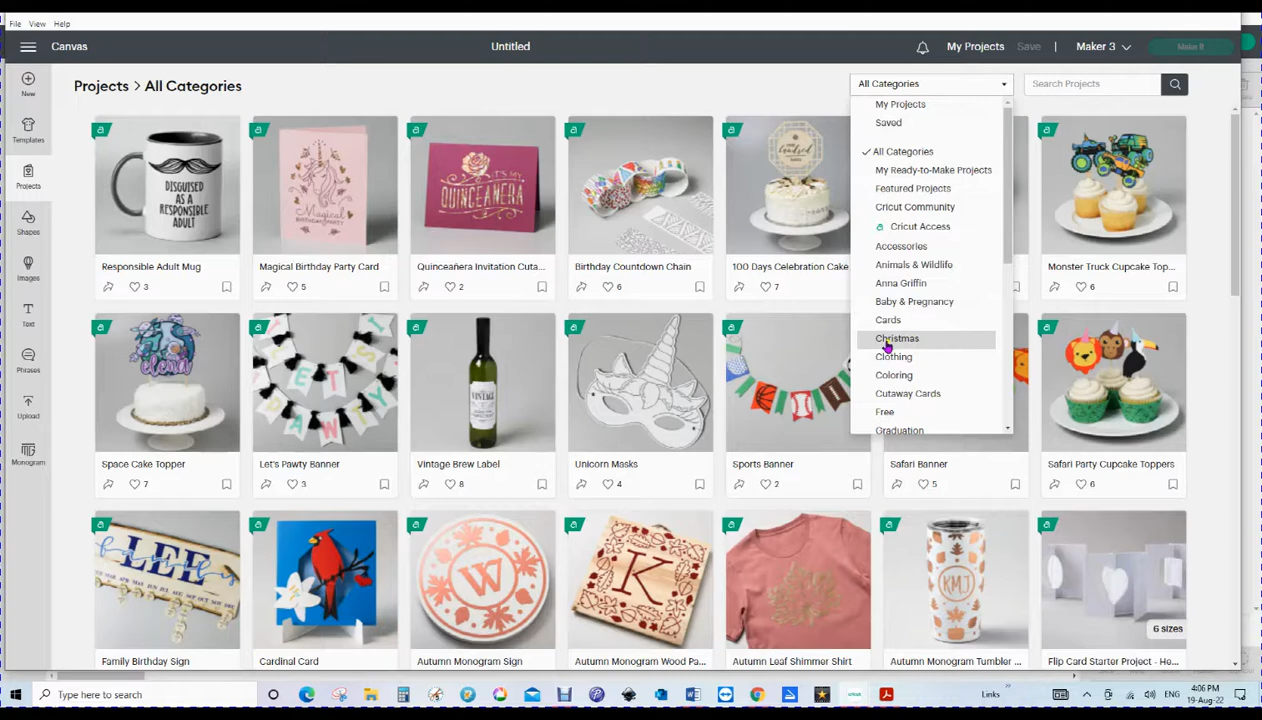 File View Help
Canvas
Untitled
My Projects Save | Maker 3 Make It
New
Templates
Projects
Shapes
Images
Text
Phrases
Upload
Monogram
Projects > All Categories
All Categories
Search Projects
My Projects
Saved
All Categories
My Ready-to-Make Projects
Featured Projects
Cricut Community
Cricut Access
Accessories
Animals & Wildlife
Anna Griffin
Baby & Pregnancy
Cards
Christmas
Clothing
Coloring
Cutaway Cards
Free
Graduation
DISGUISED
AS A
RESPONSIBLE
ADULT
Magical
BIRTHDAY PARTY
IT'S MY
QUINCEAÑERA
Responsible Adult Mug
3
Magical Birthday Party Card
5
Quinceañera Invitation Cuta...
2
Birthday Countdown Chain
6
100 Days Celebration Cake
7
Monster Truck Cupcake Top...
6
elena
LET'S
PAWTY
VINTAGE
BREW
Space Cake Topper
7
Let's Pawty Banner
3
Vintage Brew Label
8
Unicorn Masks
4
Sports Banner
2
Safari Banner
5
Safari Party Cupcake Toppers
6
LEE
W
K
KMJ
6 sizes
Family Birthday Sign
Cardinal Card
Autumn Monogram Sign
Autumn Monogram Wood Pa...
Autumn Leaf Shimmer Shirt
Autumn Monogram Tumbler ...
Flip Card Starter Project - He...
Type here to search
Links
ENG
4:06 PM
19-Aug-22